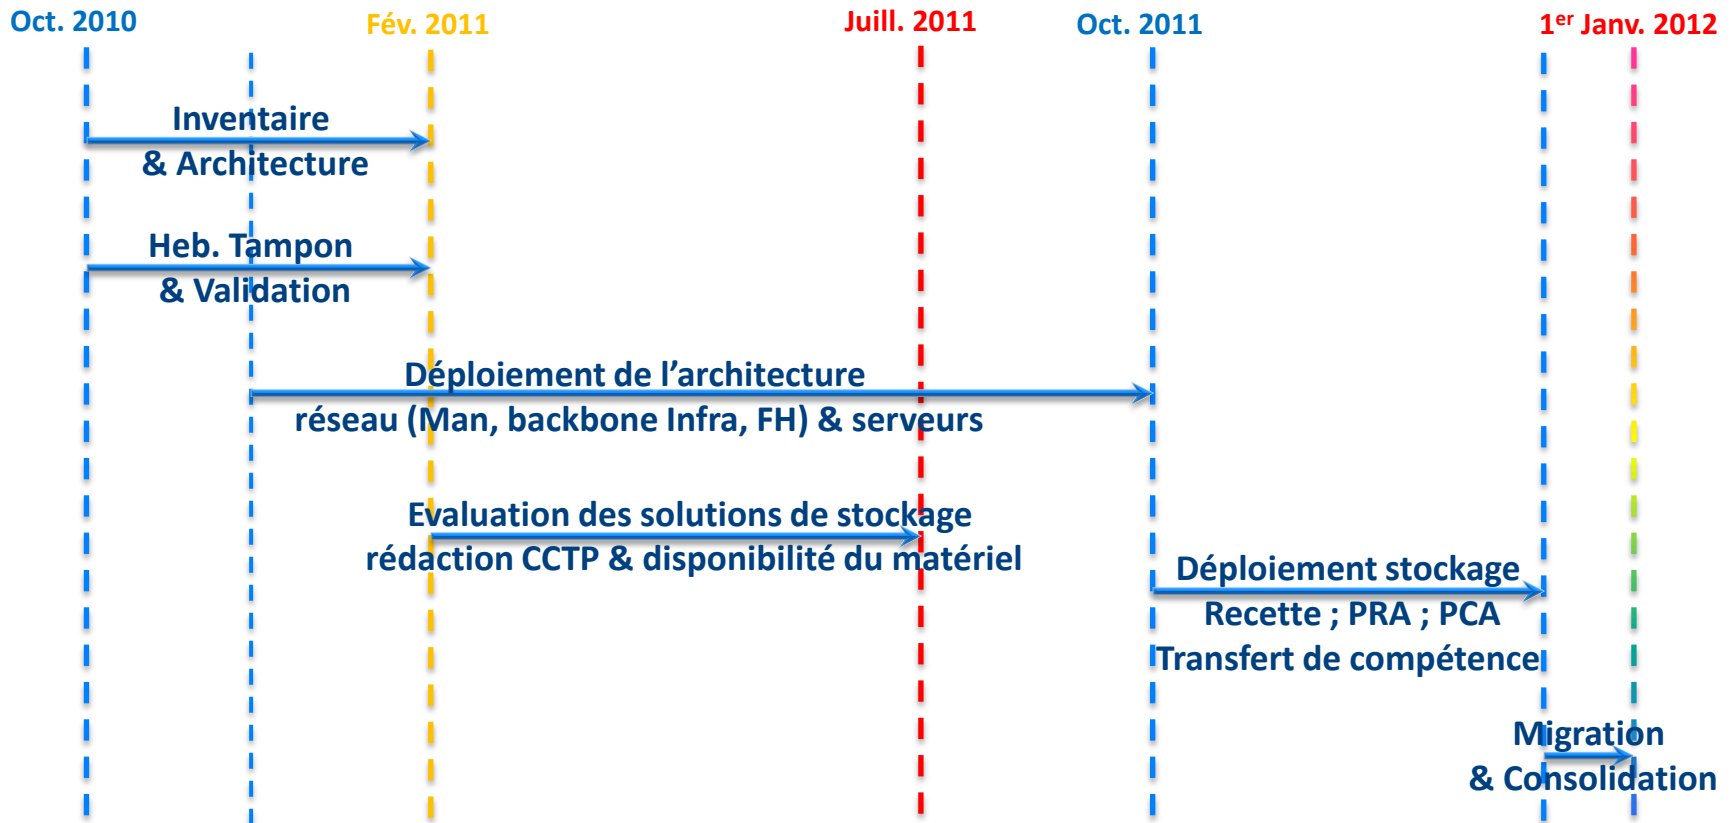 Oct. 2010
Fév. 2011
Juill. 2011
Oct. 2011
1er Janv. 2012
Inventaire
& Architecture
Heb. Tampon
& Validation
Déploiement de l’architecture
réseau (Man, backbone Infra, FH) & serveurs
Evaluation des solutions de stockage
rédaction CCTP & disponibilité du matériel
Déploiement stockage
Recette ; PRA ; PCA
Transfert de compétence
Migration
& Consolidation